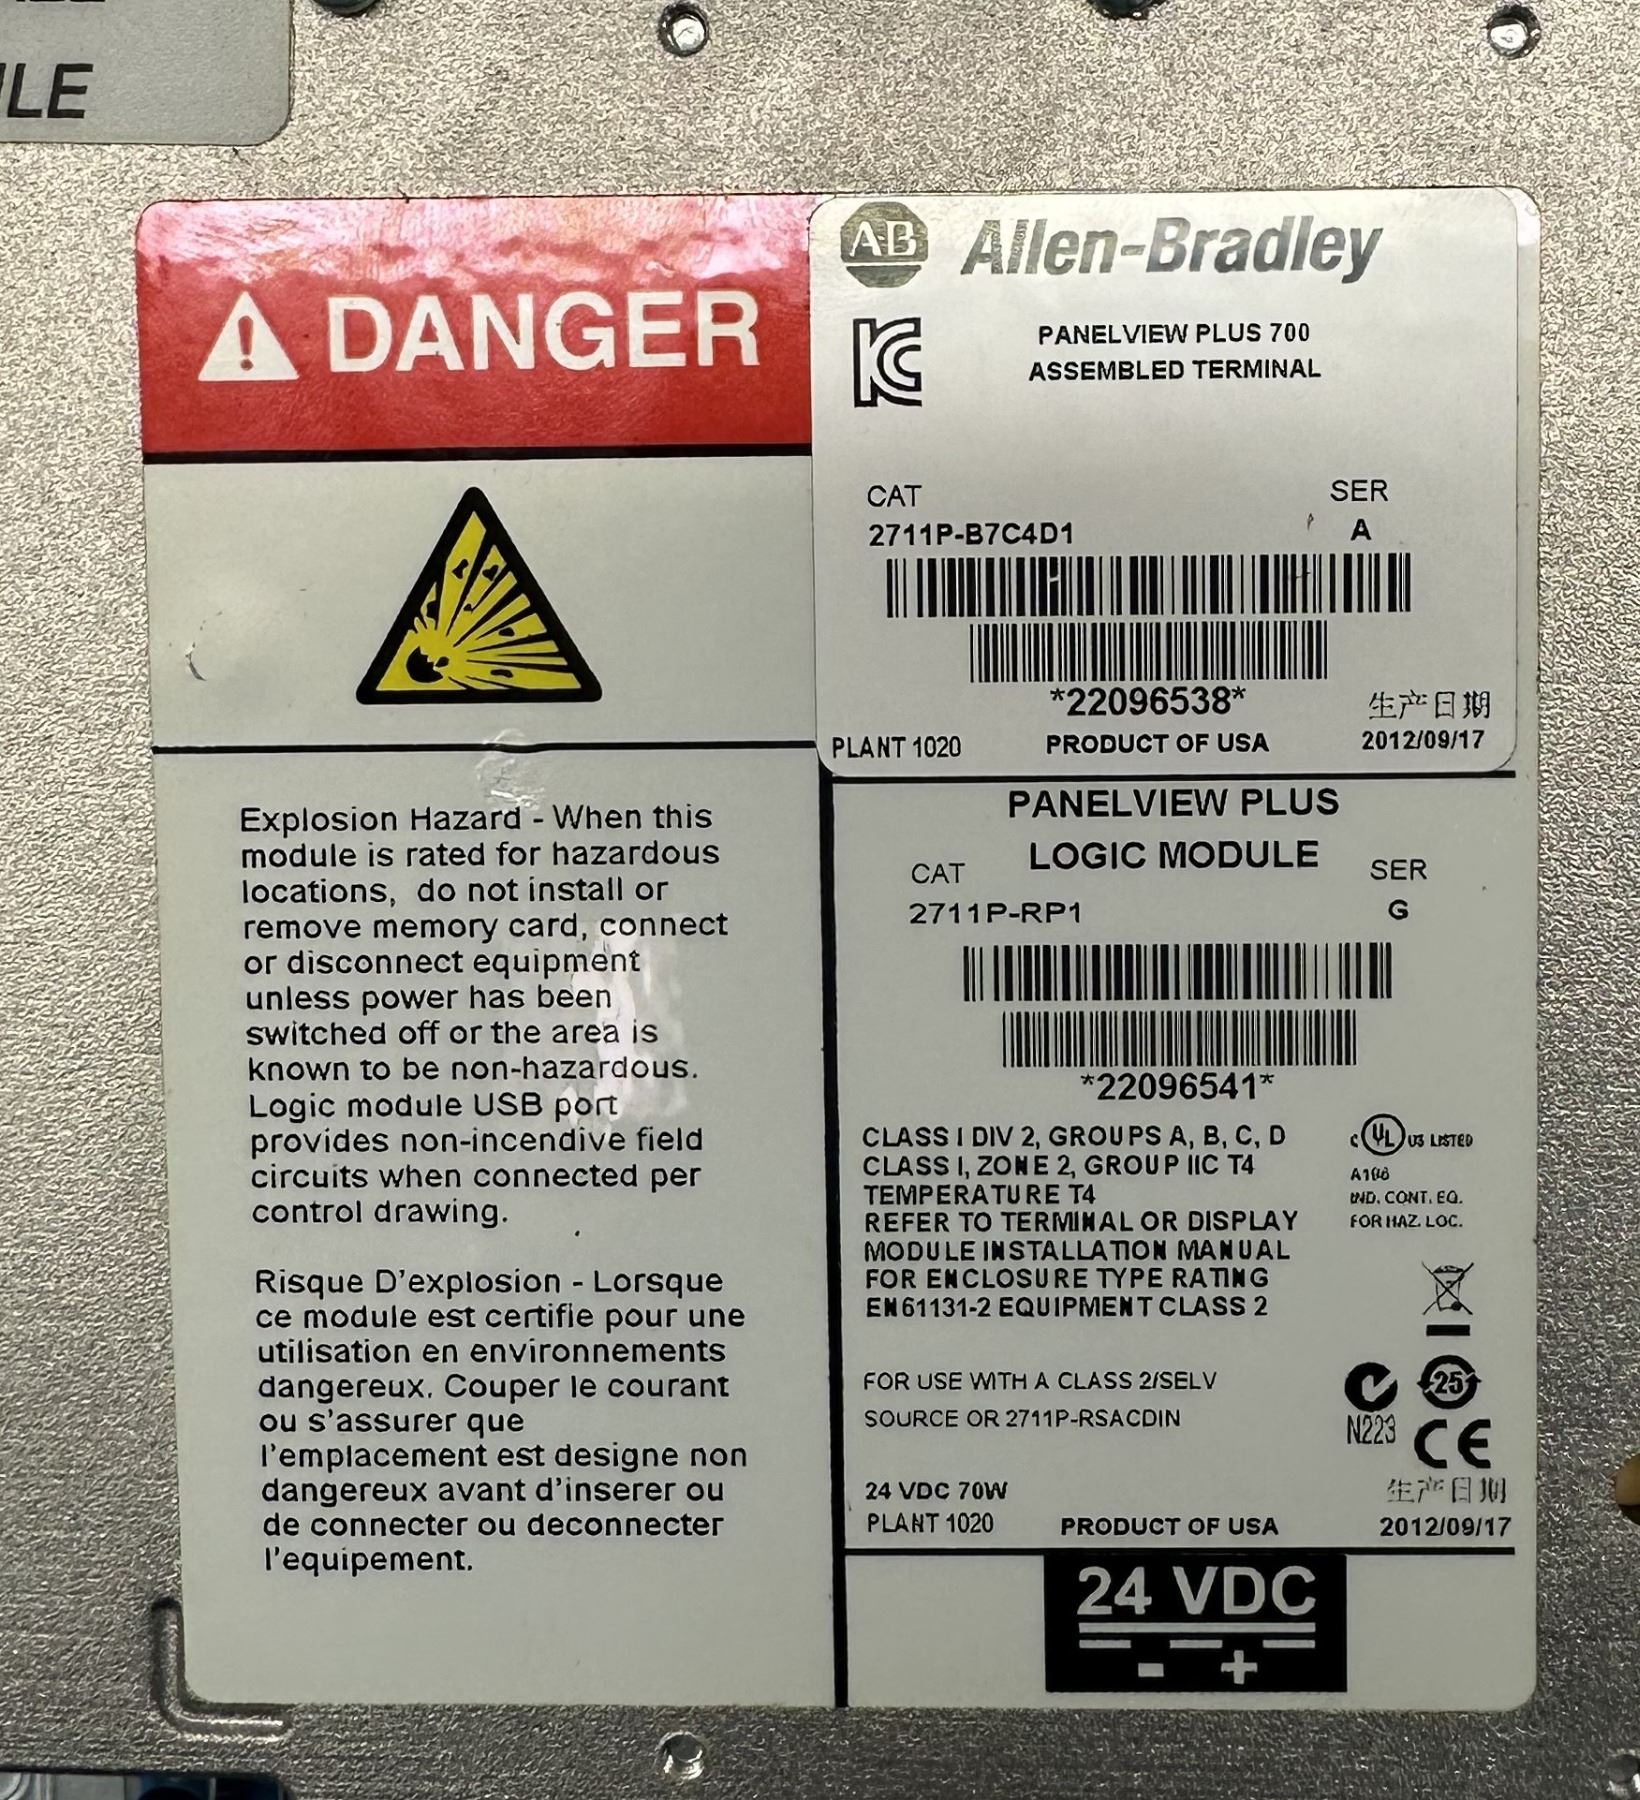 LE
DANGER
Explosion Hazard - When this
module is rated for hazardous
locations, do not install or
remove memory card, connect
or disconnect equipment
unless power has been
switched off or the area is
known to be non-hazardous.
Logic module USB port
provides non-incendive field
circuits when connected per
control drawing.
Risque D'explosion - Lorsque
ce module est certifie pour une
utilisation en environnements
dangereux. Couper le courant
ou s'assurer que
l'emplacement est designe non
dangereux avant d'inserer ou
de connecter ou deconnecter
l'equipement.
AB Allen-Bradley
PANELVIEW PLUS 700
ASSEMBLED TERMINAL
CAT SER
2711P-B7C4D1 A
*22096538*
生产日期
PLANT 1020 PRODUCT OF USA 2012/09/17
PANELVIEW PLUS
LOGIC MODULE
CAT SER
2711P-RP1 G
*22096541*
CLASS I DIV 2, GROUPS A, B, C, D
CLASS I, ZONE 2, GROUP IIC T4
TEMPERATURE T4
REFER TO TERMINAL OR DISPLAY
MODULE INSTALLATION MANUAL
FOR ENCLOSURE TYPE RATING
EN61131-2 EQUIPMENT CLASS 2
C UL US LISTED
IND. CONT. EQ.
FOR HAZ. LOC.
FOR USE WITH A CLASS 2/SELV
SOURCE OR 2711P-RSACDIN
25
N223 CE
24 VDC 70W 生产日期
PLANT 1020 PRODUCT OF USA 2012/09/17
24 VDC
- +